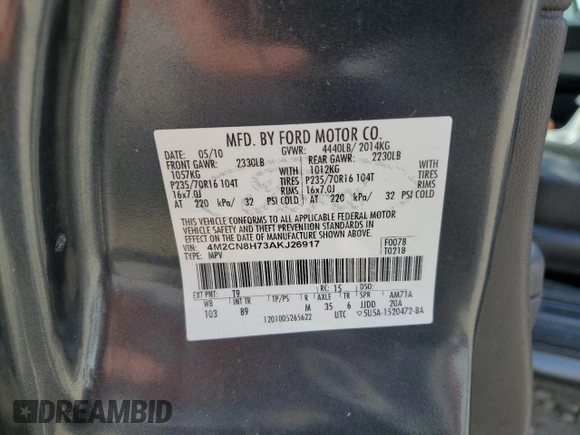 MFD. BY FORD MOTOR CO.
DATE: 05/10 GVWR: 4440LB/ 2014KG
FRONT GAWR: 2330LB REAR GAWR: 2230LB
1057KG WITH 1012KG WITH
P235/70R16 104T TIRES P235/70R16 104T TIRES
16x7.0J RIMS 16x7.0J RIMS
AT 220 kPa/ 32 PSI COLD AT 220 kPa/ 32 PSI COLD
THIS VEHICLE CONFORMS TO ALL APPLICABLE FEDERAL MOTOR
VEHICLE SAFETY AND BUMPER STANDARDS IN EFFECT ON THE DATE OF
MANUFACTURE SHOWN ABOVE.
VIN: 4M2CN8H73AKJ26917 F0078
TYPE: MPV T0218
EXT PNT: T9 RC: 15 DSO: AM71A
WB INT TR TP/PS R AXLE TR SPR 20A
103 B9 M 35 6 JJDD
1201005265622 UTC 5U5A-1520472-BA
DREAMBID